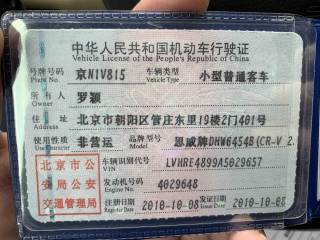 中华人民共和国机动车行驶证
Vehicle License of the People's Republic of China
号牌号码 京N1V815 车辆类型 小型普通客车
Plate No. Vehicle Type
所有人 罗颖
Owner
住址 北京市朝阳区管庄东里19楼2门401号
Address
使用性质 非营运 品牌型号 思威牌DHW6454B(CR-V 2.
Use Character Model
北京市公 车辆识别代号 LVHRE4899A5029657
VIN
安局公安 发动机号码 4029648
Engine No.
交通管理局 注册日期 2010-10-08 发证日期 2010-10-08
Register Date Issue Date